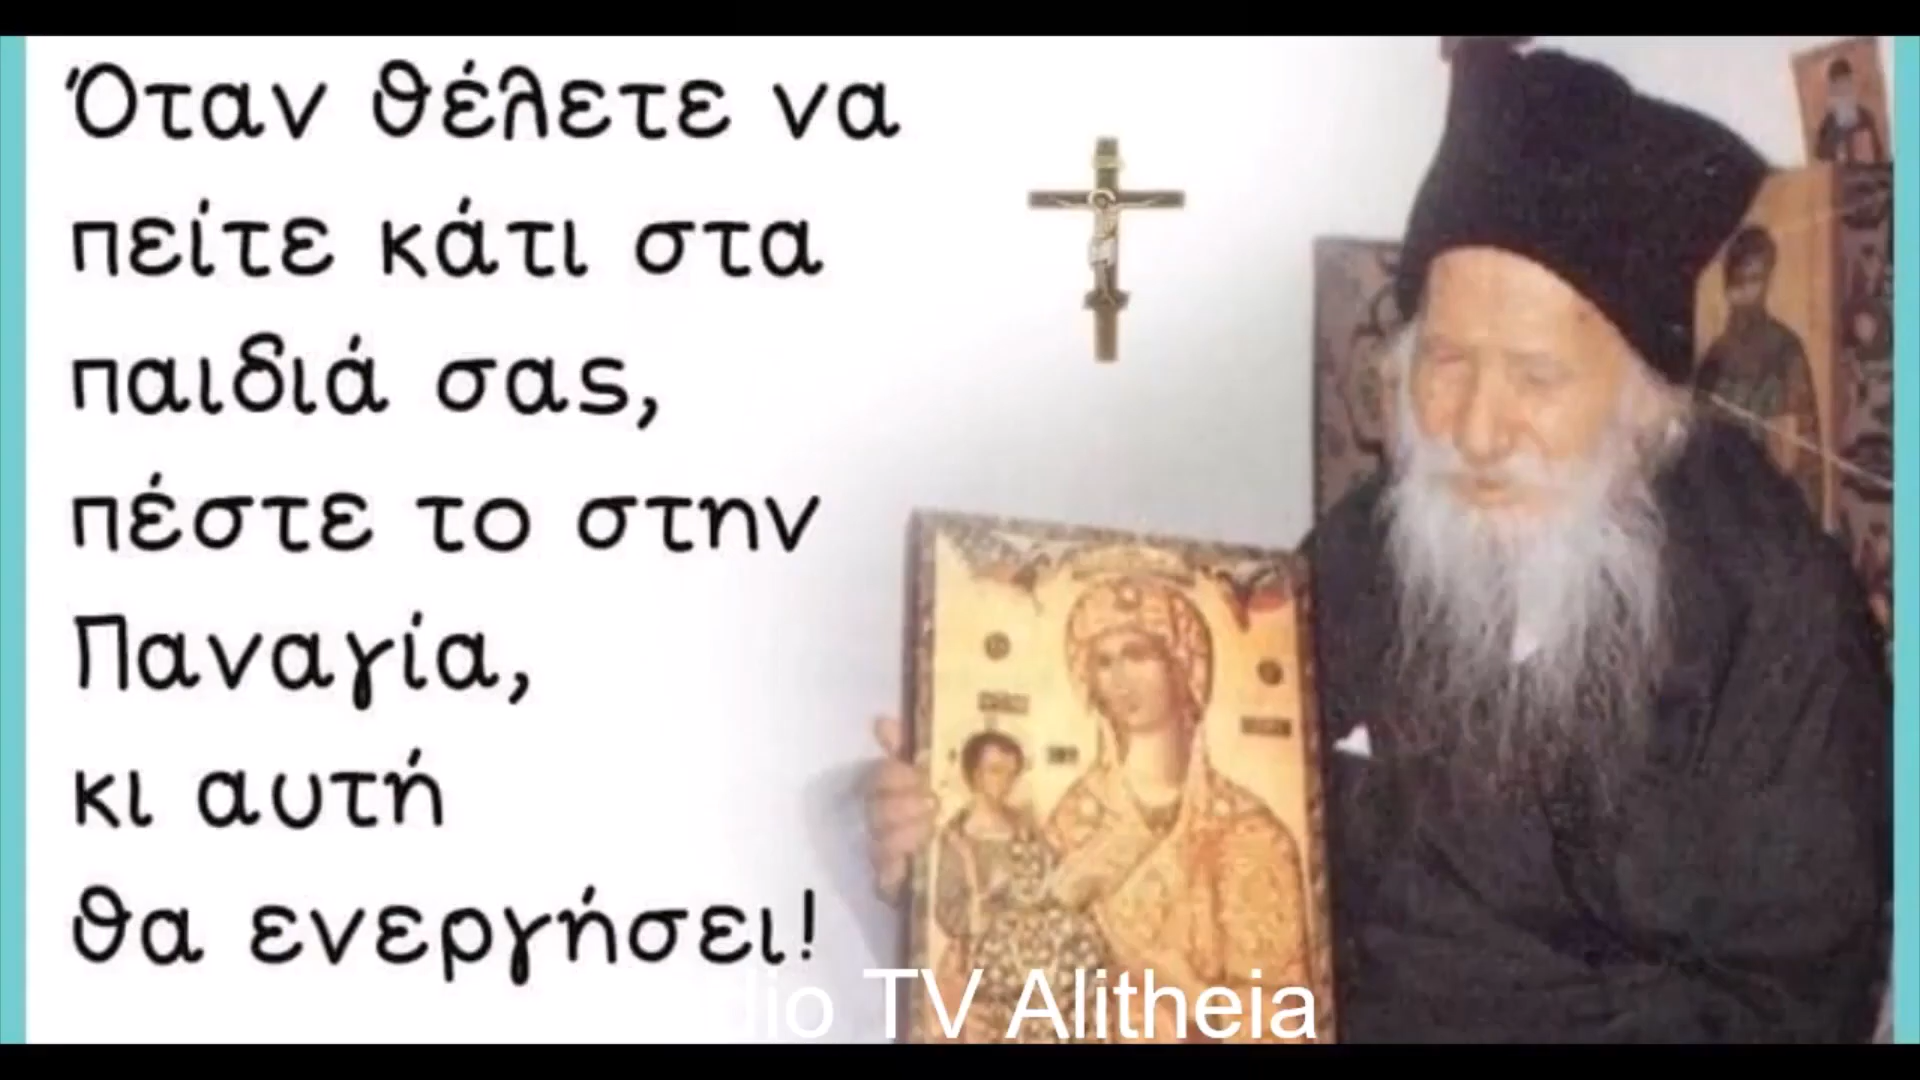 Όταν θέλετε να
πείτε κάτι στα
παιδιά σας,
πέστε το στην
Παναγία,
κι αυτή
θα ενεργήσει!
TV Alitheia